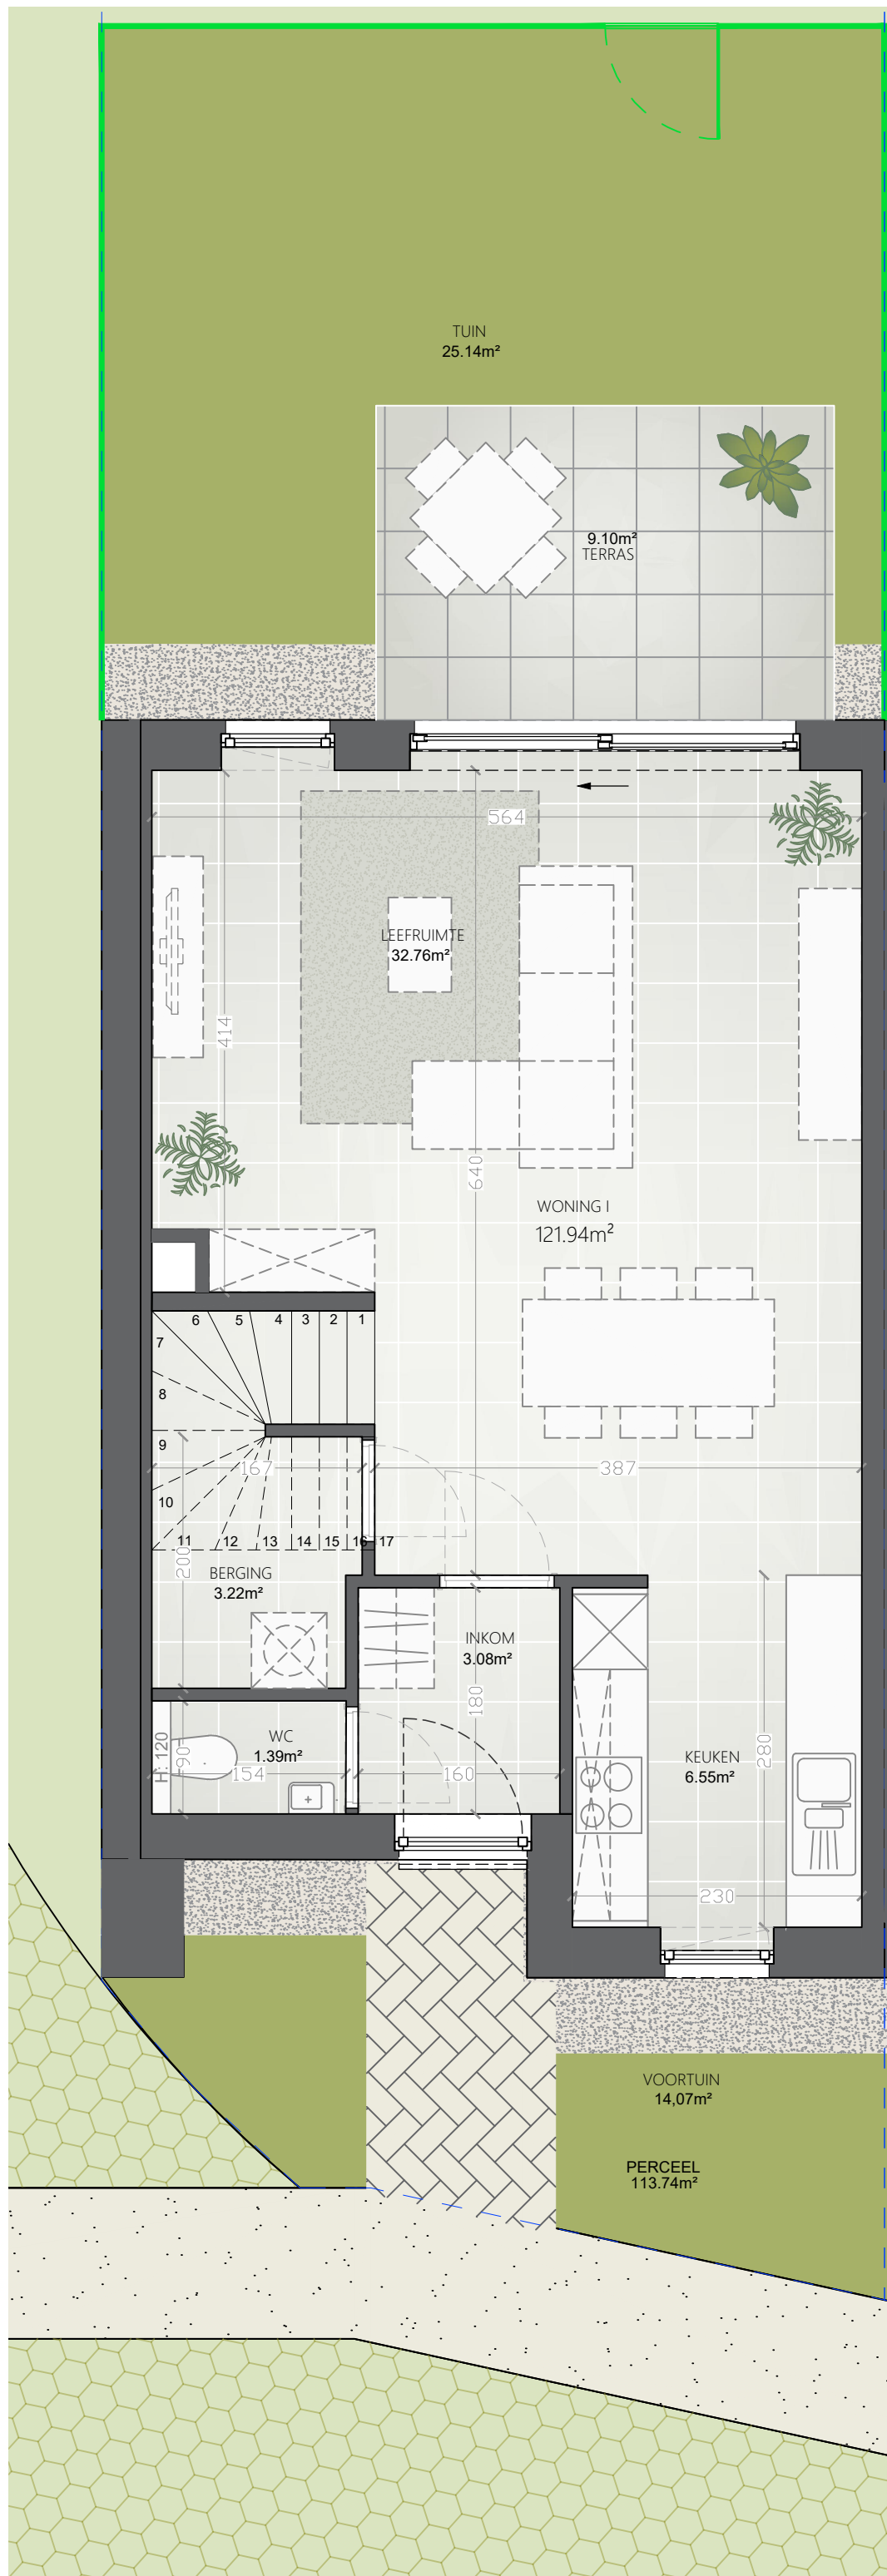 TUIN
25.14m²
9.10m²
TERRAS
564
LEEFRUIMTE
32.76m²
414
640
WONING I
121.94m²
7
6
5
4
3
2
1
8
9
167
387
10
11
12
13
14
15
16
17
200
BERGING
3.22m²
INKOM
3.08m²
180
WC
1.39m²
H: 120
90
154
160
KEUKEN
6.55m²
280
230
VOORTUIN
14,07m²
PERCEEL
113.74m²